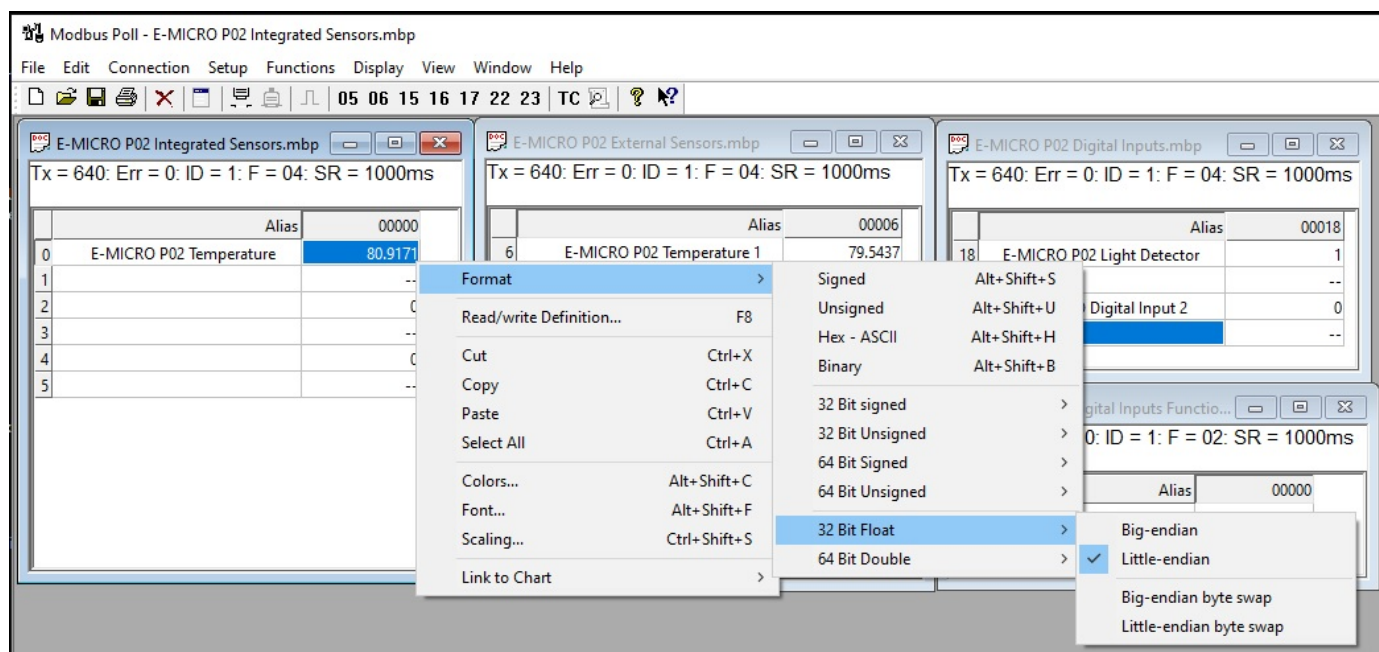 Modbus Poll - E-MICRO P02 Integrated Sensors.mbp
File Edit Connection Setup Functions Display View Window Help
05 06 15 16 17 22 23 TC
E-MICRO P02 Integrated Sensors.mbp
Tx = 640: Err = 0: ID = 1: F = 04: SR = 1000ms
Alias 00000
0 E-MICRO P02 Temperature 80.9171
1 --
2 0
3 --
4 0
5 --
E-MICRO P02 External Sensors.mbp
Tx = 640: Err = 0: ID = 1: F = 04: SR = 1000ms
Alias 00006
6 E-MICRO P02 Temperature 1 79.5437
E-MICRO P02 Digital Inputs.mbp
Tx = 640: Err = 0: ID = 1: F = 04: SR = 1000ms
Alias 00018
18 E-MICRO P02 Light Detector 1
--
Digital Input 2 0
--
gital Inputs Functio...
0: ID = 1: F = 02: SR = 1000ms
Alias 00000
Format
Read/write Definition... F8
Cut Ctrl+X
Copy Ctrl+C
Paste Ctrl+V
Select All Ctrl+A
Colors... Alt+Shift+C
Font... Alt+Shift+F
Scaling... Ctrl+Shift+S
Link to Chart
Signed Alt+Shift+S
Unsigned Alt+Shift+U
Hex - ASCII Alt+Shift+H
Binary Alt+Shift+B
32 Bit signed
32 Bit Unsigned
64 Bit Signed
64 Bit Unsigned
32 Bit Float
64 Bit Double
Big-endian
Little-endian
Big-endian byte swap
Little-endian byte swap